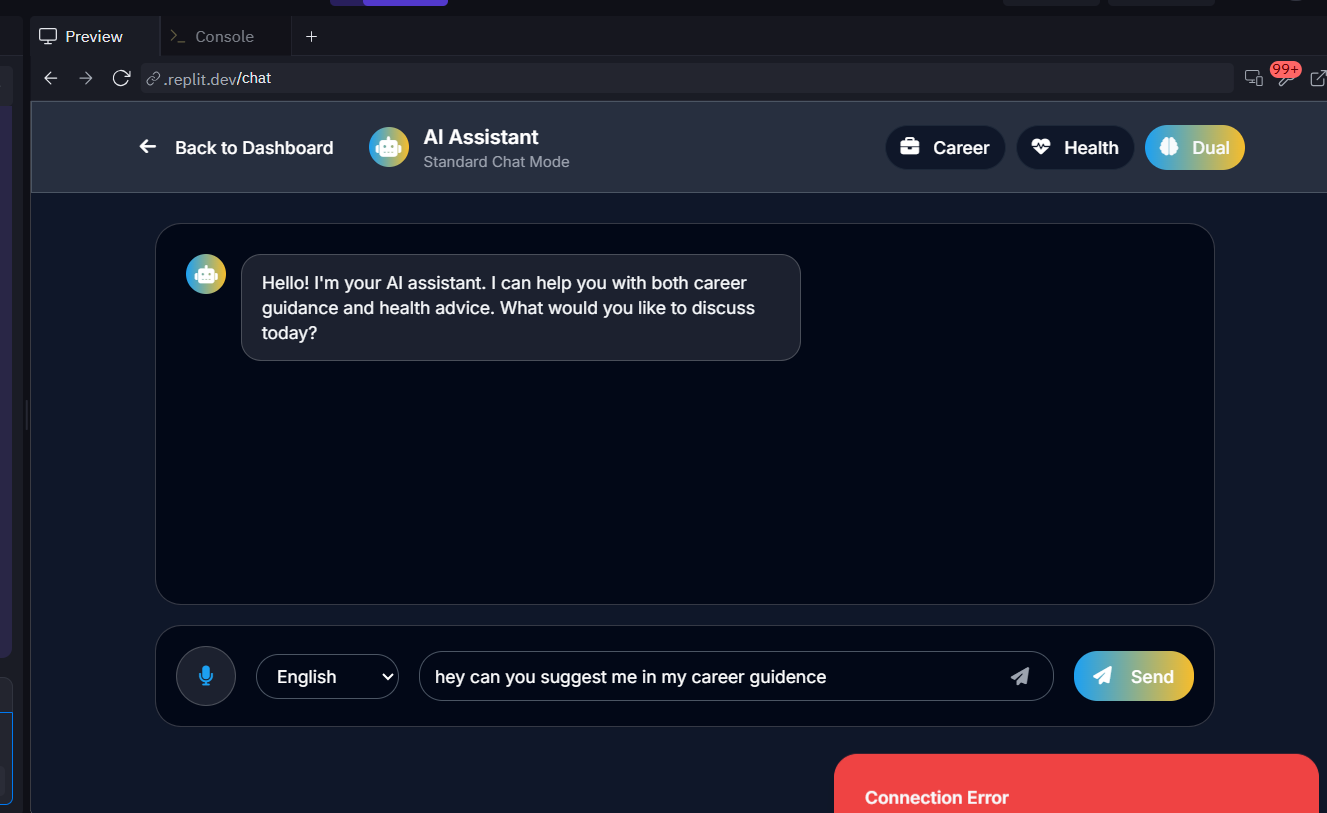 Preview
>_ Console
+
.replit.dev/chat
99+
Back to Dashboard
AI Assistant
Standard Chat Mode
Career
Health
Dual
Hello! I'm your AI assistant. I can help you with both career
guidance and health advice. What would you like to discuss
today?
English
hey can you suggest me in my career guidence
Send
Connection Error